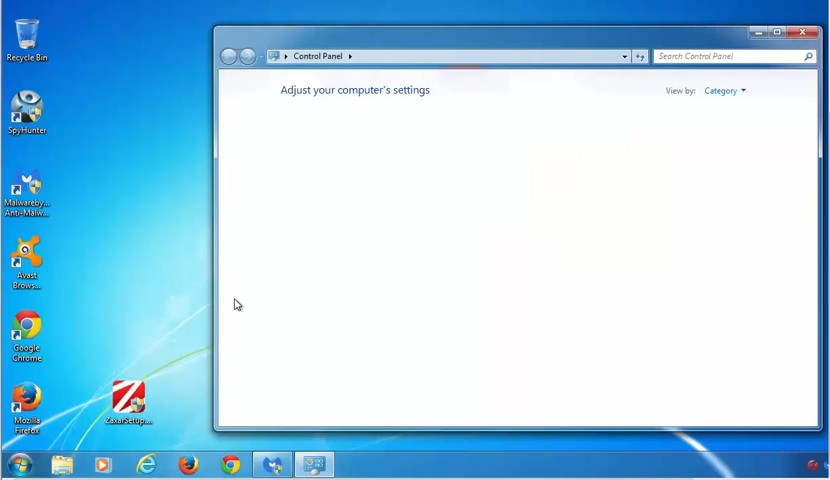 Recycle Bin
SpyHunter
Malwareby...
Anti-Malw...
Avast
Brows...
Google
Chrome
Mozilla
Firefox
ZaxarSetup....
Control Panel
Search Control Panel
Adjust your computer's settings
View by: Category